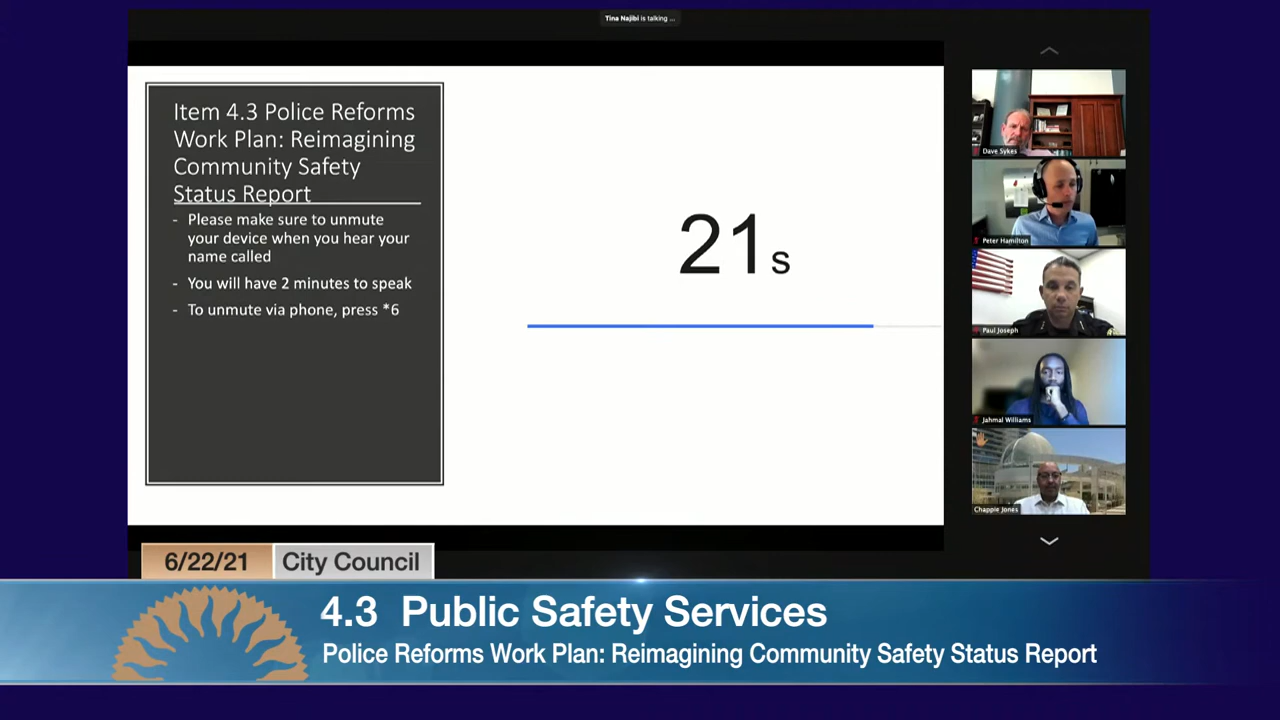 Tina Najibi is talking ...
Item 4.3 Police Reforms
Work Plan: Reimagining
Community Safety
Status Report
- Please make sure to unmute
your device when you hear your
name called
- You will have 2 minutes to speak
- To unmute via phone, press *6
21s
Dave Sykes
Peter Hamilton
Paul Joseph
Jahmal Williams
Chappie Jones
6/22/21
City Council
4.3 Public Safety Services
Police Reforms Work Plan: Reimagining Community Safety Status Report